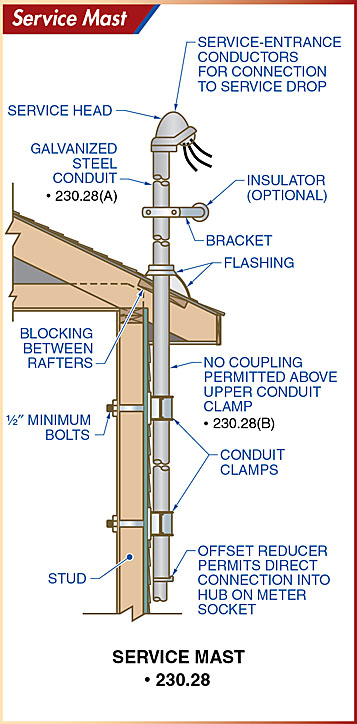 Service Mast
SERVICE-ENTRANCE
CONDUCTORS
FOR CONNECTION
TO SERVICE DROP
SERVICE HEAD
GALVANIZED
STEEL
CONDUIT
• 230.28(A)
INSULATOR
(OPTIONAL)
BRACKET
FLASHING
BLOCKING
BETWEEN
RAFTERS
NO COUPLING
PERMITTED ABOVE
UPPER CONDUIT
CLAMP
• 230.28(B)
½" MINIMUM
BOLTS
CONDUIT
CLAMPS
STUD
OFFSET REDUCER
PERMITS DIRECT
CONNECTION INTO
HUB ON METER
SOCKET
SERVICE MAST
• 230.28